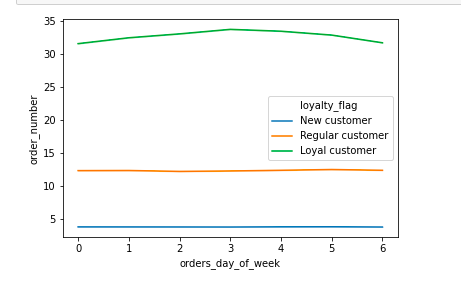 35
30
25
20
15
10
5
order_number
loyalty_flag
New customer
Regular customer
Loyal customer
0 1 2 3 4 5 6
orders_day_of_week